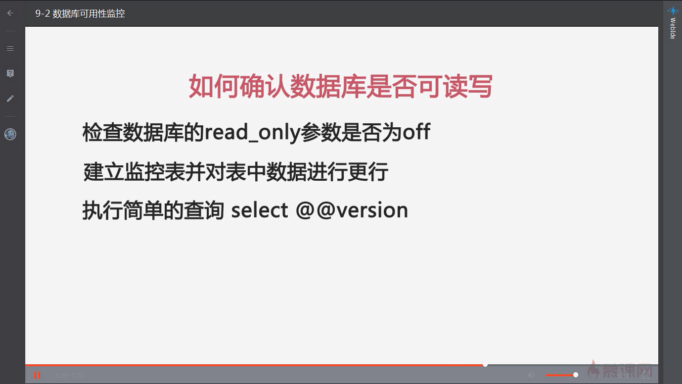 9-2 数据库可用性监控
Webide
如何确认数据库是否可读写
检查数据库的read_only参数是否为off
建立监控表并对表中数据进行更行
执行简单的查询 select @@version